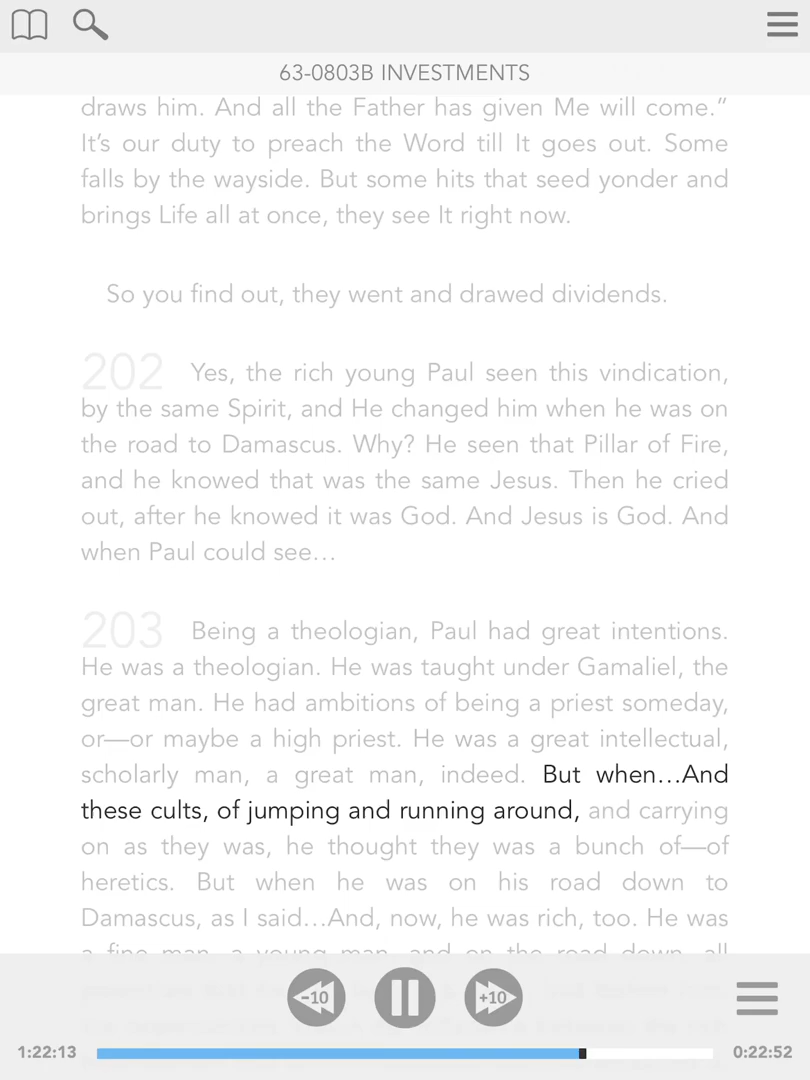 63-0803B INVESTMENTS
draws him. And all the Father has given Me will come.”
It’s our duty to preach the Word till It goes out. Some
falls by the wayside. But some hits that seed yonder and
brings Life all at once, they see It right now.
So you find out, they went and drawed dividends.
202 Yes, the rich young Paul seen this vindication,
by the same Spirit, and He changed him when he was on
the road to Damascus. Why? He seen that Pillar of Fire,
and he knowed that was the same Jesus. Then he cried
out, after he knowed it was God. And Jesus is God. And
when Paul could see…
203 Being a theologian, Paul had great intentions.
He was a theologian. He was taught under Gamaliel, the
great man. He had ambitions of being a priest someday,
or—or maybe a high priest. He was a great intellectual,
scholarly man, a great man, indeed. But when…And
these cults, of jumping and running around, and carrying
on as they was, he thought they was a bunch of—of
heretics. But when he was on his road down to
Damascus, as I said…And, now, he was rich, too. He was
a fine man, a young man, and on the road down, all
-10 +10
1:22:13 0:22:52